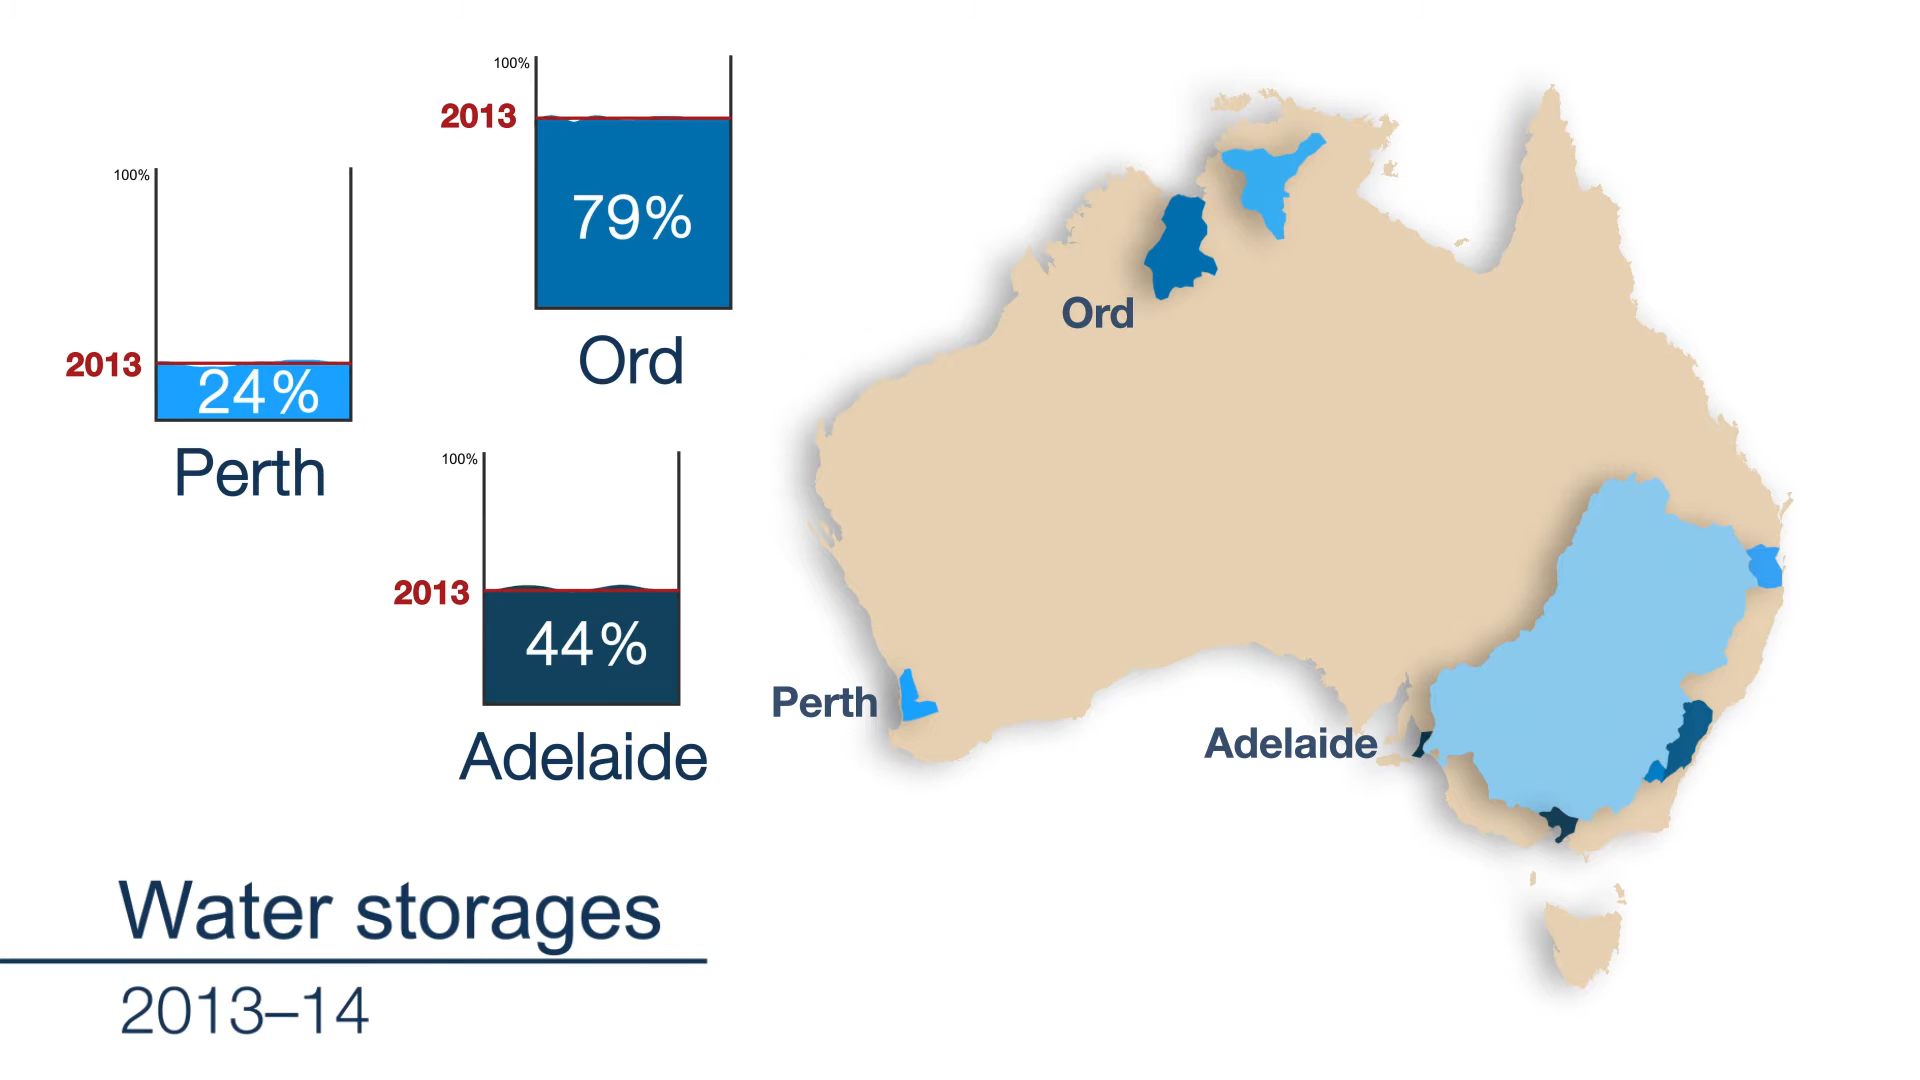 100%
2013
79%
Ord
100%
2013
24%
Perth
100%
2013
44%
Adelaide
Ord
Perth
Adelaide
Water storages
2013–14